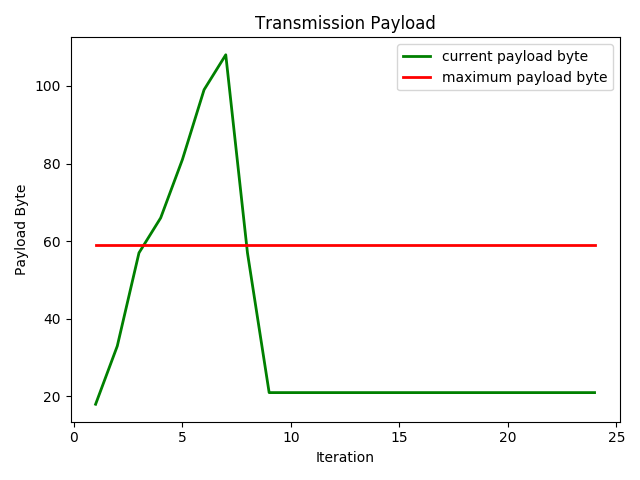 Transmission Payload
current payload byte
maximum payload byte
Payload Byte
100
80
60
40
20
0
5
10
15
20
25
Iteration